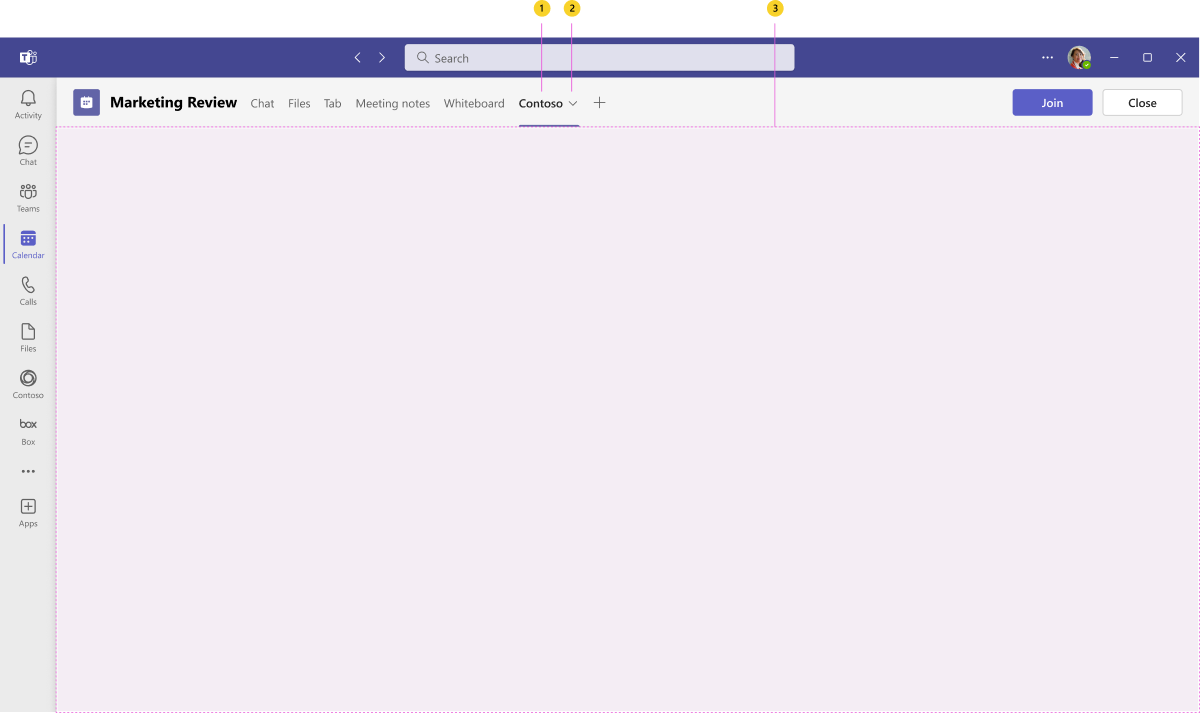 1 2 3
Search
Marketing Review Chat Files Tab Meeting notes Whiteboard Contoso Join Close
Activity
Chat
Teams
Calendar
Calls
Files
Contoso
box
Box
Apps